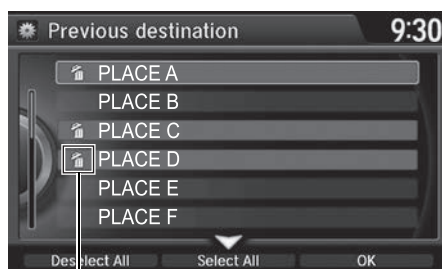 Previous destination 9:30
PLACE A
PLACE B
PLACE C
PLACE D
PLACE E
PLACE F
Deselect All Select All OK